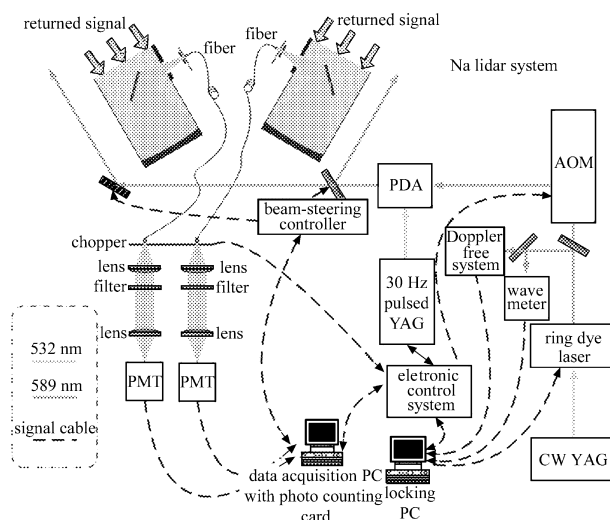 returned signal
fiber
fiber
returned signal
Na lidar system
AOM
PDA
beam-steering
controller
chopper
Doppler
free system
lens
lens
filter
filter
30 Hz
pulsed
YAG
wave
meter
lens
lens
ring dye
laser
532 nm
589 nm
signal cable
PMT
PMT
eletronic
control
system
CW YAG
data acquisition PC
with photo counting
card
locking
PC